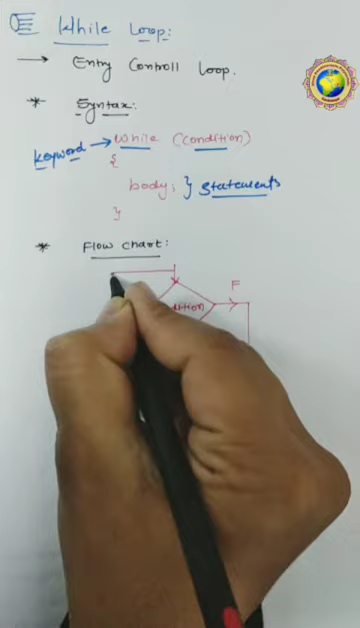 While Loop:
→ Entry Controll Loop.
* Syntax:
keyword → While (condition)
{
body; } Statements
}
* Flow chart:
F